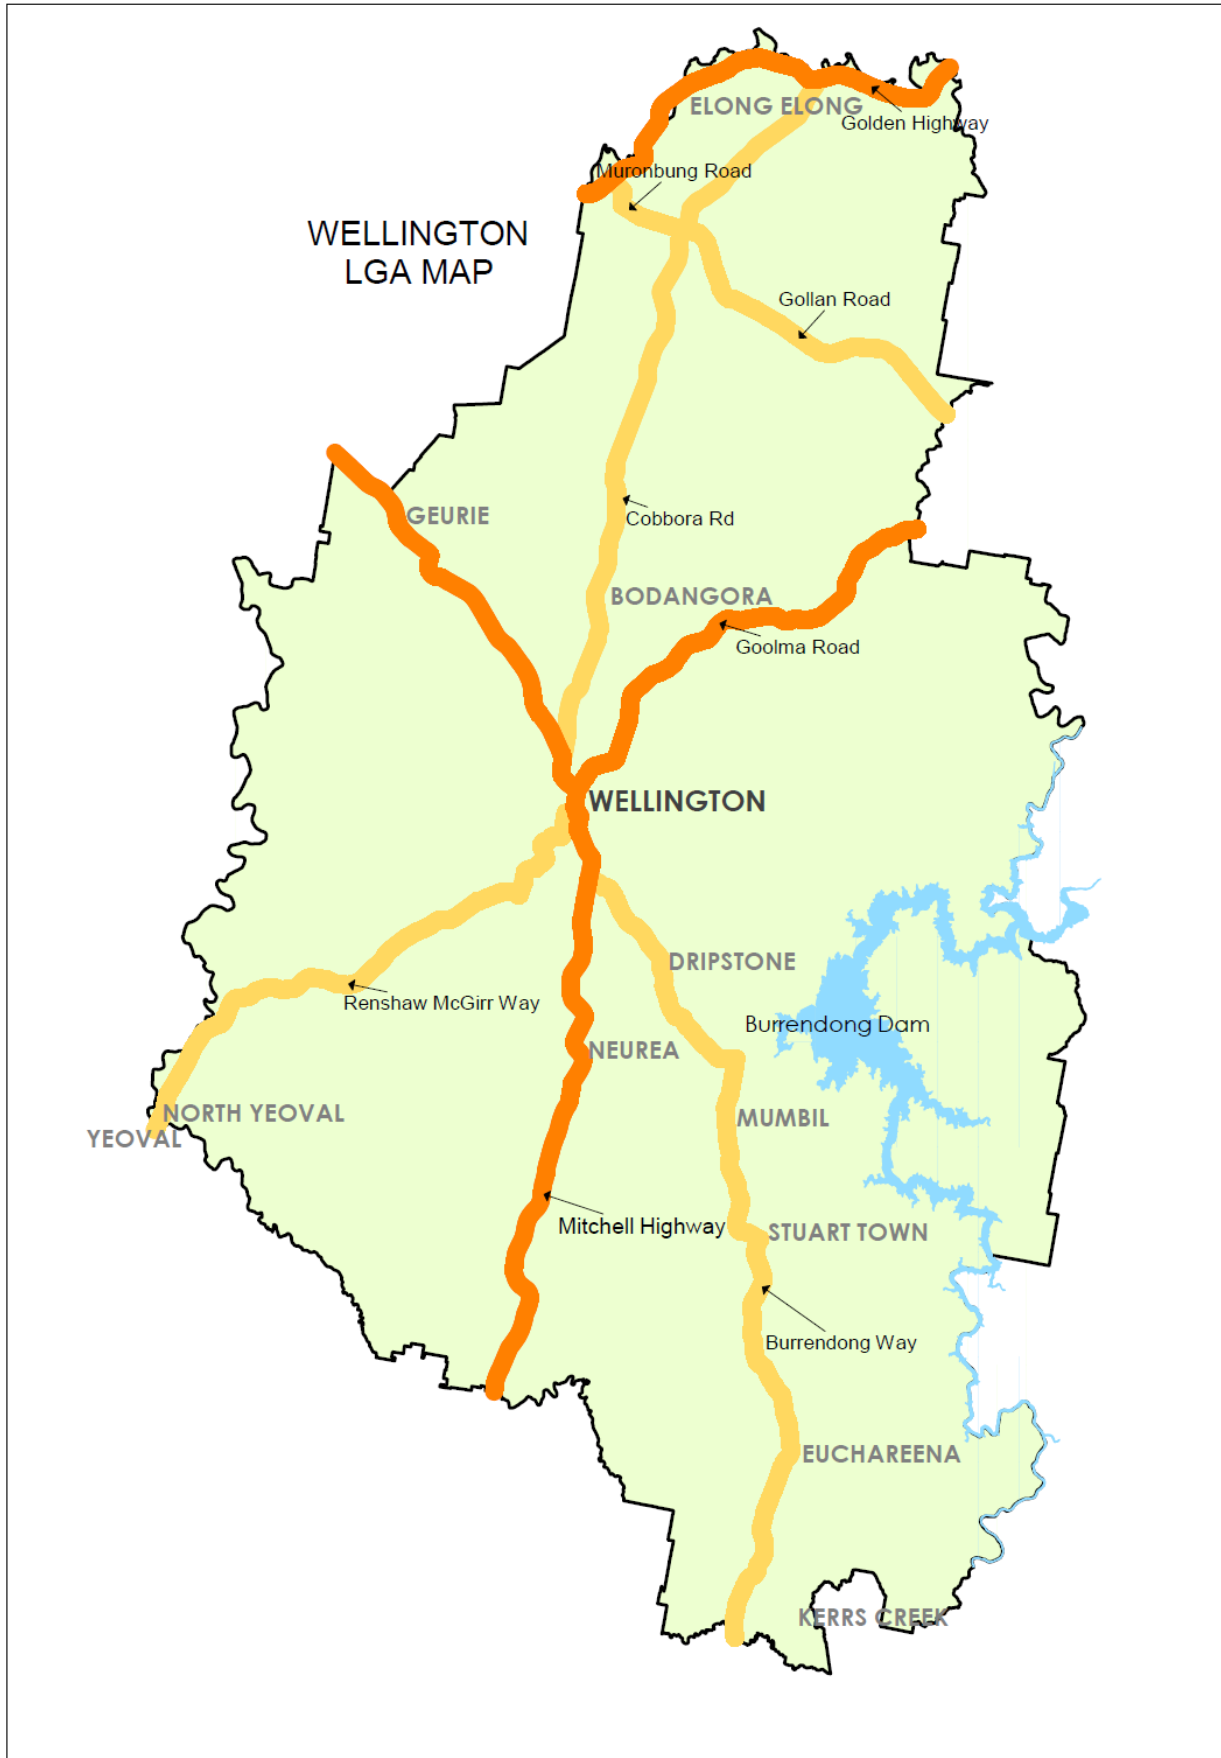 ELONG ELONG
Golden Highway
Muronbung Road
WELLINGTON
LGA MAP
Gollan Road
GEURIE
Cobbora Rd
BODANGORA
Goolma Road
WELLINGTON
DRIPSTONE
Renshaw McGirr Way
Burrendong Dam
NEUREA
NORTH YEOVAL
MUMBIL
YEOVAL
Mitchell Highway
STUART TOWN
Burrendong Way
EUCHAREENA
KERRS CREEK